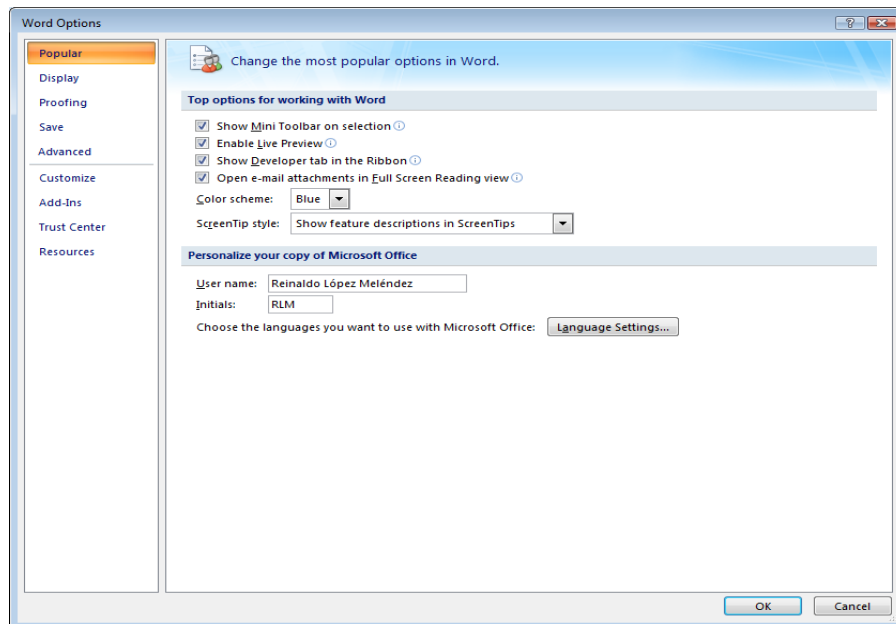 Word Options
Popular
Display
Proofing
Save
Advanced
Customize
Add-Ins
Trust Center
Resources
Change the most popular options in Word.
Top options for working with Word
Show Mini Toolbar on selection
Enable Live Preview
Show Developer tab in the Ribbon
Open e-mail attachments in Full Screen Reading view
Color scheme: Blue
ScreenTip style: Show feature descriptions in ScreenTips
Personalize your copy of Microsoft Office
User name: Reinaldo López Meléndez
Initials: RLM
Choose the languages you want to use with Microsoft Office: Language Settings...
OK Cancel